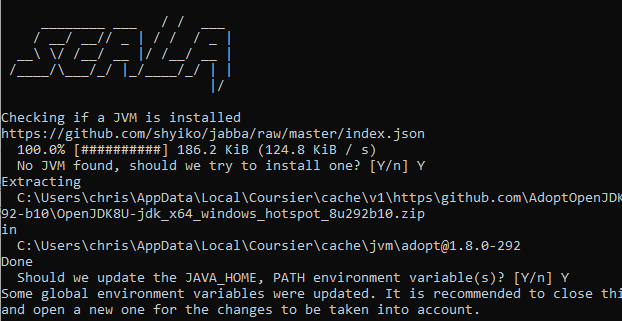 SCALA
Checking if a JVM is installed
https://github.com/shyiko/jabba/raw/master/index.json
100.0% [##########] 186.2 KiB (124.8 KiB / s)
No JVM found, should we try to install one? [Y/n] Y
Extracting
C:\Users\chris\AppData\Local\Coursier\cache\v1\https\github.com\AdoptOpenJDK
92-b10\OpenJDK8U-jdk_x64_windows_hotspot_8u292b10.zip
in
C:\Users\chris\AppData\Local\Coursier\cache\jvm\adopt@1.8.0-292
Done
Should we update the JAVA_HOME, PATH environment variable(s)? [Y/n] Y
Some global environment variables were updated. It is recommended to close thi
and open a new one for the changes to be taken into account.